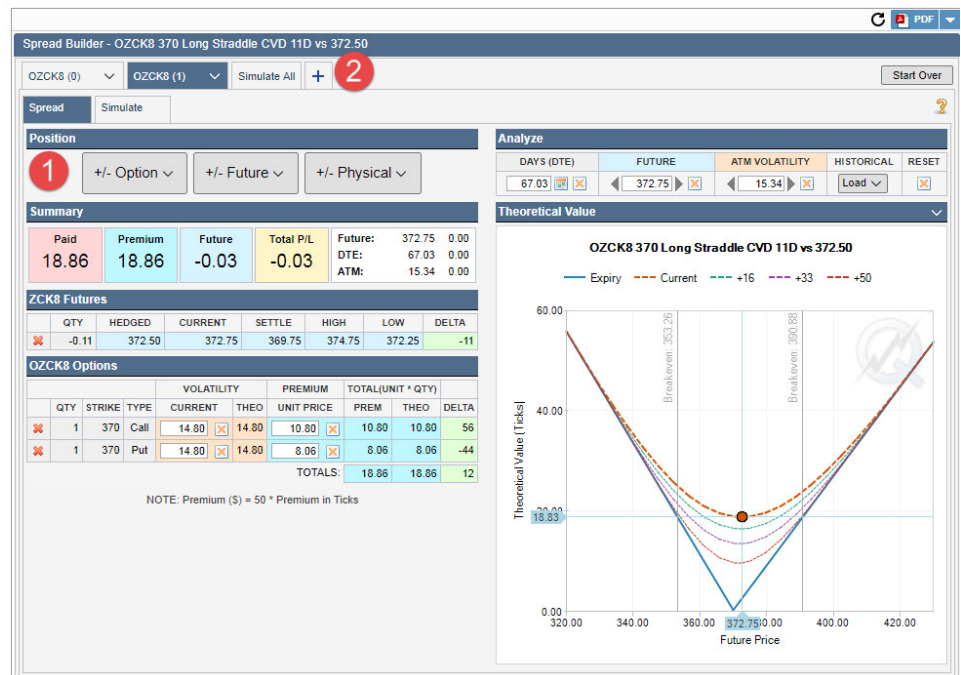 PDF
Spread Builder - OZCK8 370 Long Straddle CVD 11D vs 372.50
OZCK8 (0) OZCK8 (1) Simulate All + 2 Start Over
Spread Simulate ?
Position
1 +/- Option +/- Future +/- Physical
Summary
Paid Premium Future Total P/L Future: 372.75 0.00
18.86 18.86 -0.03 -0.03 DTE: 67.03 0.00
ATM: 15.34 0.00
ZCK8 Futures
QTY HEDGED CURRENT SETTLE HIGH LOW DELTA
-0.11 372.50 372.75 369.75 374.75 372.25 -11
OZCK8 Options
VOLATILITY PREMIUM TOTAL(UNIT * QTY)
QTY STRIKE TYPE CURRENT THEO UNIT PRICE PREM THEO DELTA
1 370 Call 14.80 14.80 10.80 10.80 10.80 56
1 370 Put 14.80 14.80 8.06 8.06 8.06 -44
TOTALS: 18.86 18.86 12
NOTE: Premium ($) = 50 * Premium in Ticks
Analyze
DAYS (DTE) FUTURE ATM VOLATILITY HISTORICAL RESET
67.03 372.75 15.34 Load
Theoretical Value
OZCK8 370 Long Straddle CVD 11D vs 372.50
Expiry Current +16 +33 +50
Theoretical Value [Ticks]
60.00
40.00
20.00
18.83
0.00
Breakeven: 353.26
Breakeven: 390.88
320.00 340.00 360.00 372.75 400.00 420.00
Future Price